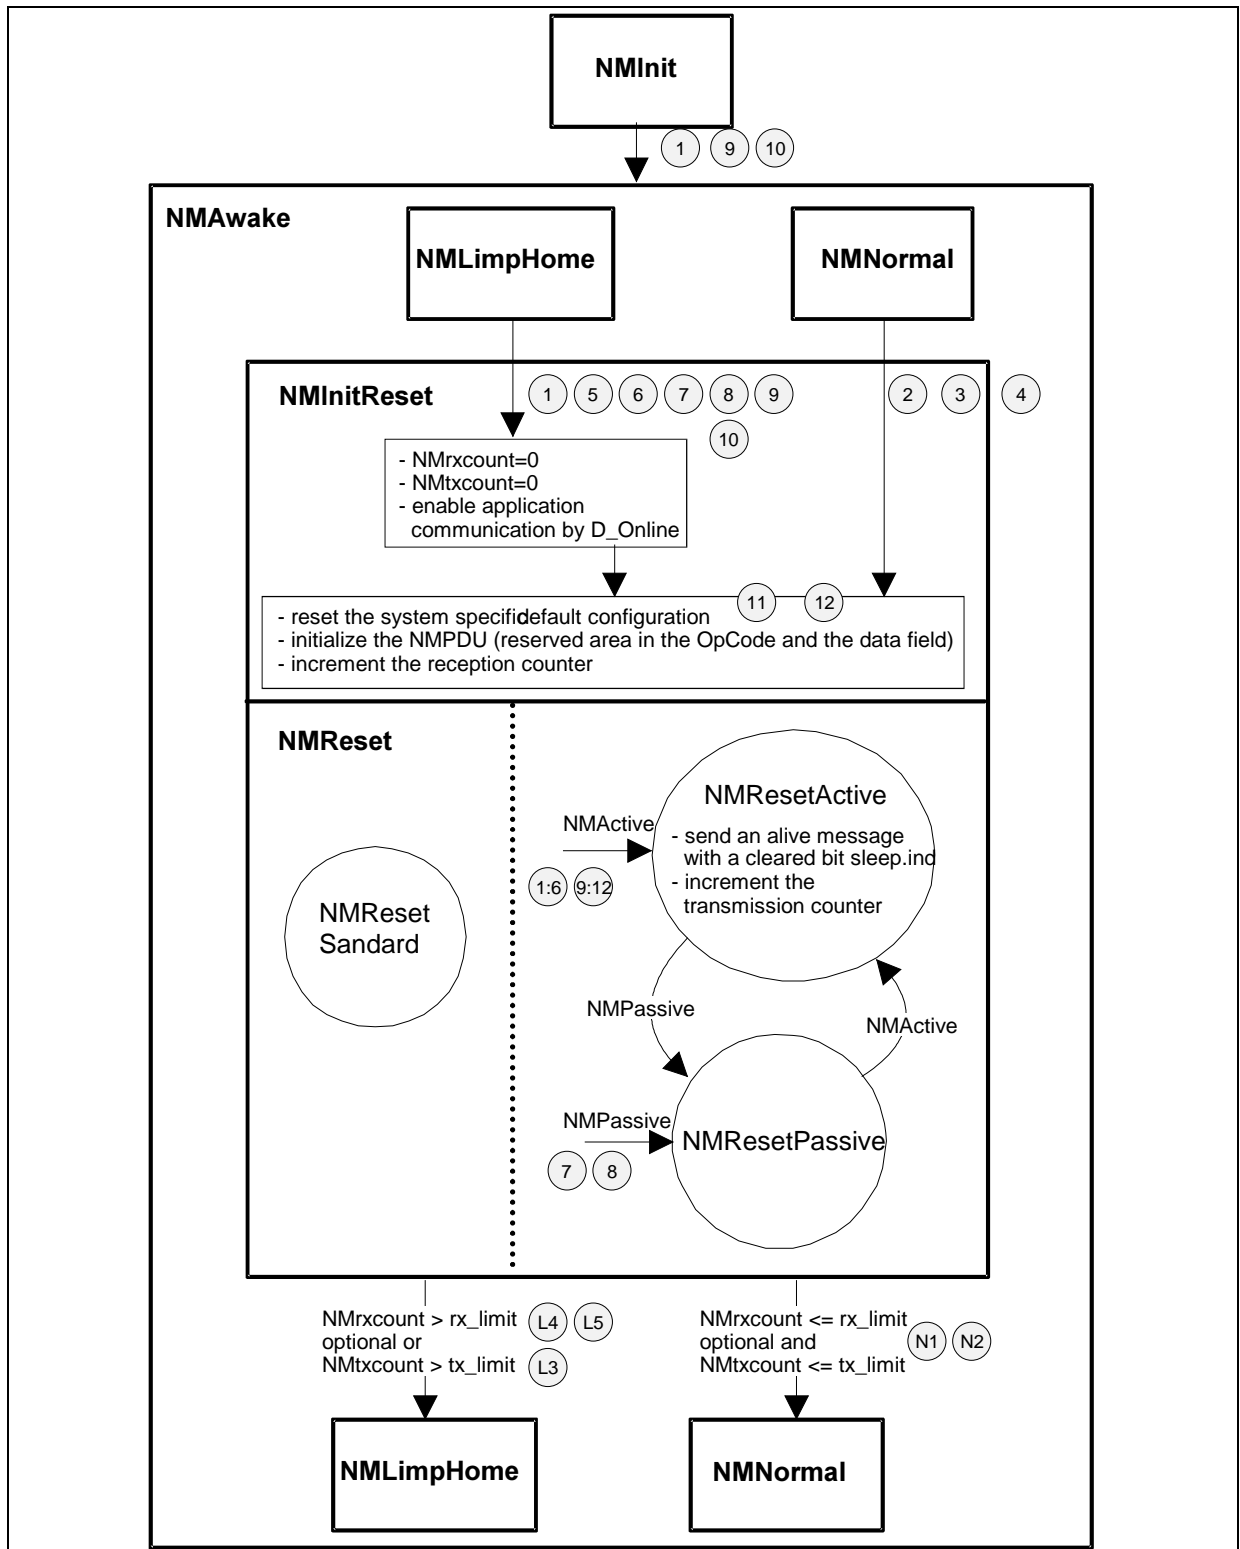 NMInit
1 9 10
NMAwake
NMLimpHome
NMNormal
NMInitReset
1 5 6 7 8 9
10
2 3 4
- NMrxcount=0
- NMtxcount=0
- enable application
communication by D_Online
11 12
- reset the system specificdefault configuration
- initialize the NMPDU (reserved area in the OpCode and the data field)
- increment the reception counter
NMReset
NMReset
Sandard
NMActive
1:6 9:12
NMResetActive
- send an alive message
with a cleared bit sleep.ind
- increment the
transmission counter
NMPassive
NMActive
NMPassive
7 8
NMResetPassive
NMrxcount > rx_limit L4 L5
optional or
NMtxcount > tx_limit L3
NMrxcount <= rx_limit
optional and N1 N2
NMtxcount <= tx_limit
NMLimpHome
NMNormal